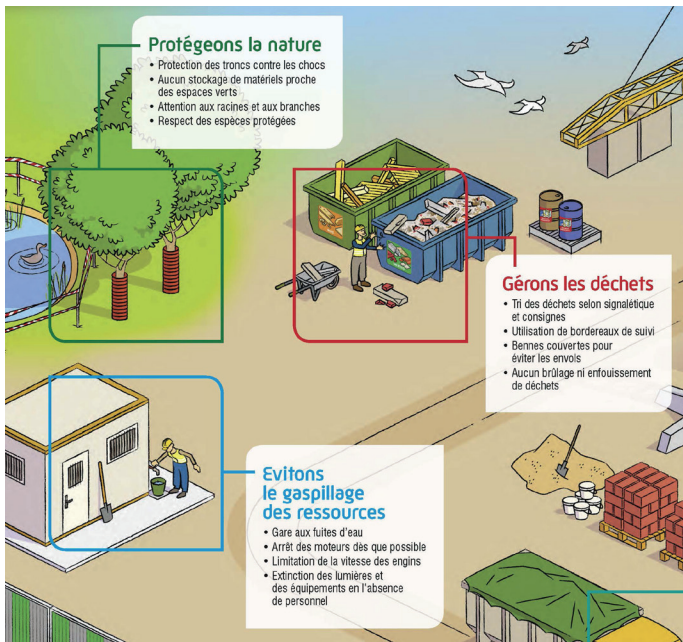 Protégeons la nature
• Protection des troncs contre les chocs
• Aucun stockage de matériels proche
des espaces verts
• Attention aux racines et aux branches
• Respect des espèces protégées
Gérons les déchets
• Tri des déchets selon signalétique
et consignes
• Utilisation de bordereaux de suivi
• Bennes couvertes pour
éviter les envols
• Aucun brûlage ni enfouissement
de déchets
Evitons
le gaspillage
des ressources
• Gare aux fuites d'eau
• Arrêt des moteurs dès que possible
• Limitation de la vitesse des engins
• Extinction des lumières et
des équipements en l'absence
de personnel